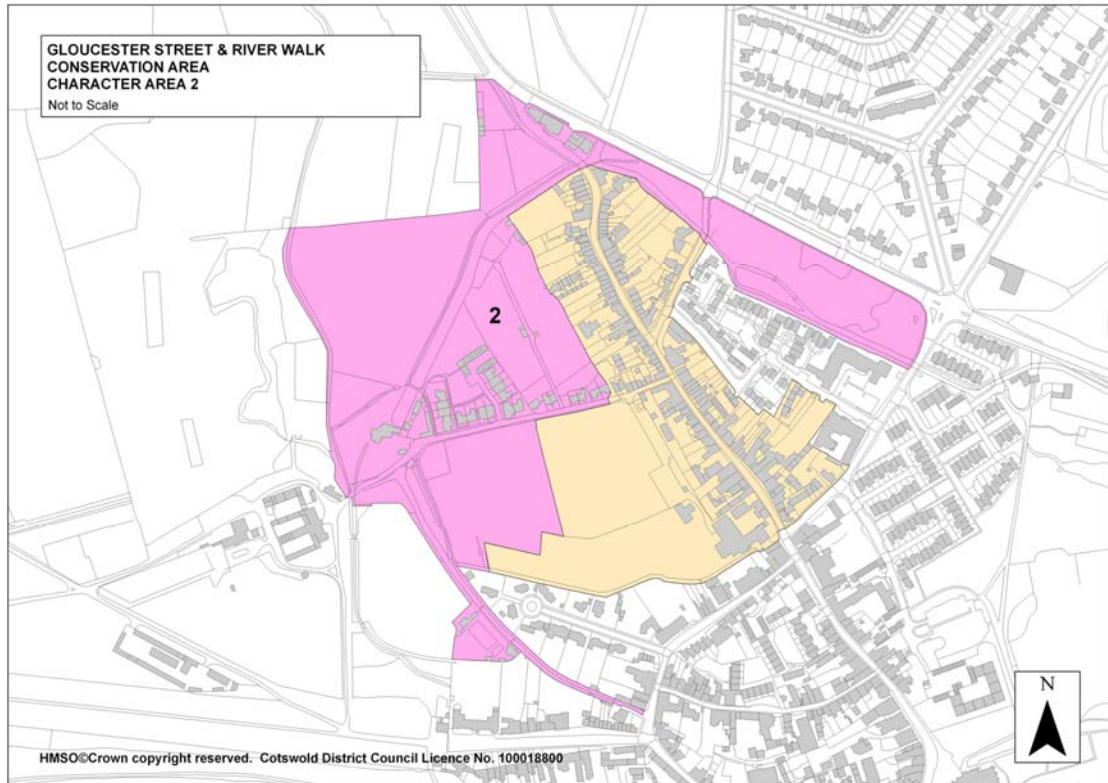 GLOUCESTER STREET & RIVER WALK
CONSERVATION AREA
CHARACTER AREA 2
Not to Scale
2
N
HMSO©Crown copyright reserved. Cotswold District Council Licence No. 100018800